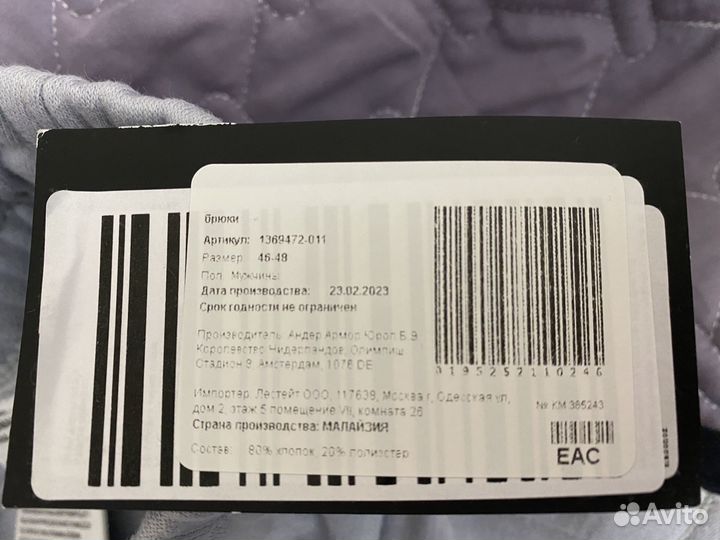 брюки
Артикул: 1369472-011
Размер 46-48
Пол Мужчины
Дата производства: 23.02.2023
Срок годности не ограничен
Производитель Андер Армор Юроп Б.В.
Королевство Нидерландов, Олимпиш
Стадион 8, Амстердам, 1076 DE
0195252110246
Импортер: Лестейт ООО, 117638, Москва г, Одесская ул,
дом 2, этаж 5 помещение VII, комната 26
Страна производства: МАЛАЙЗИЯ
Состав: 80% хлопок, 20% полиэстер
№ КМ 385243
EAC
Avito